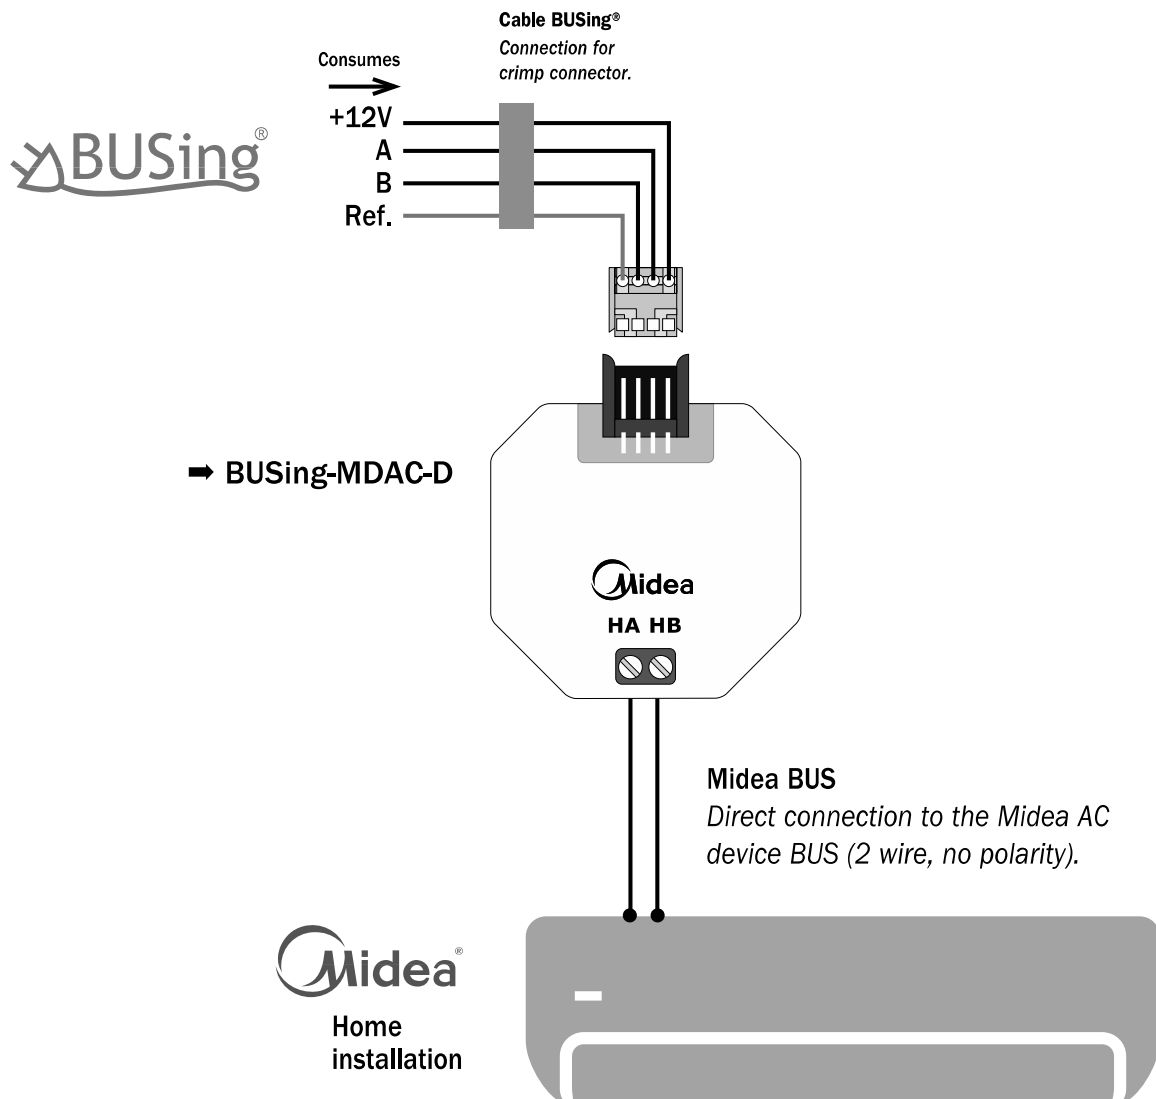 Cable BUSing®
Connection for
crimp connector.
Consumes
+12V
A
B
Ref.
BUSing®
➡ BUSing-MDAC-D
Midea
HA HB
Midea BUS
Direct connection to the Midea AC
device BUS (2 wire, no polarity).
Midea®
Home
installation